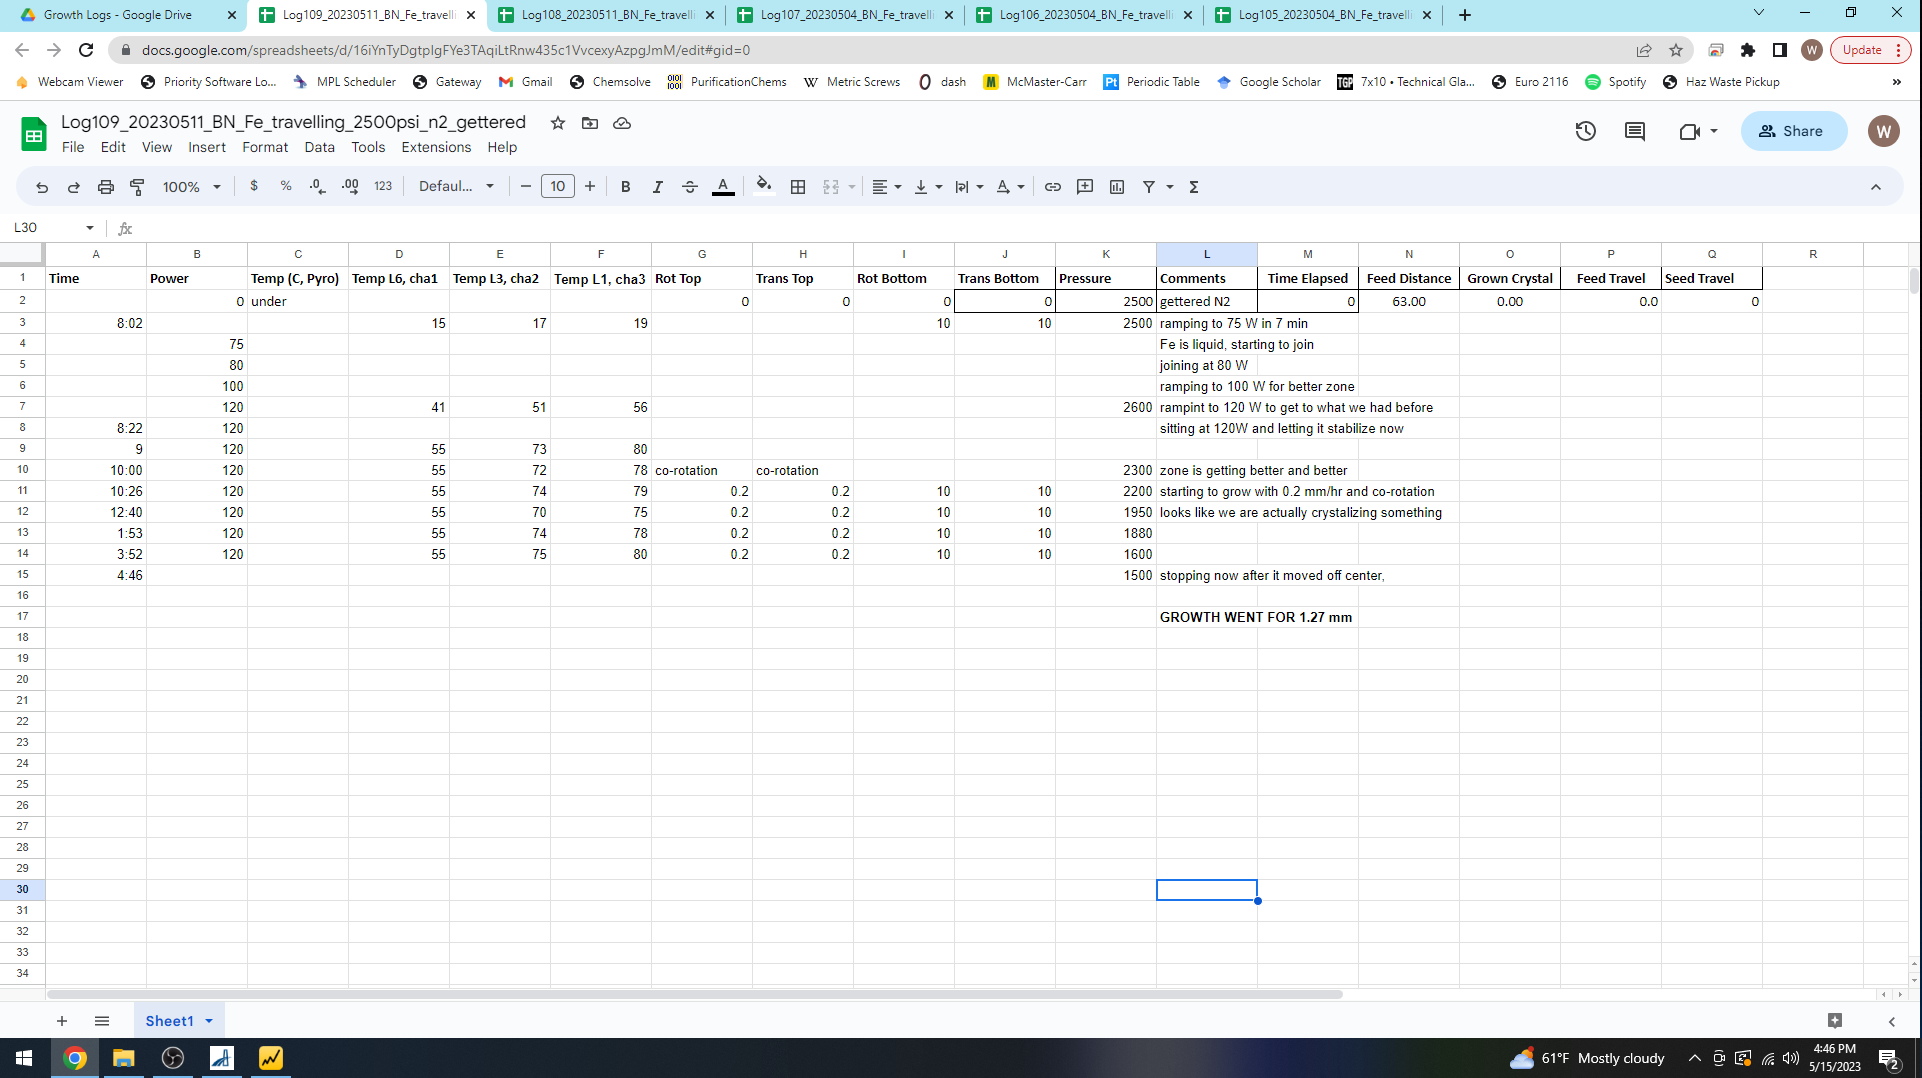 Growth Logs - Google Drive
Log109_20230511_BN_Fe_travelli
Log108_20230511_BN_Fe_travelli
Log107_20230504_BN_Fe_travelli
Log106_20230504_BN_Fe_travelli
Log105_20230504_BN_Fe_travelli
docs.google.com/spreadsheets/d/16iYnTyDgtpIgFYe3TAqiLtRnw435c1VvcexyAzpgJmM/edit#gid=0
W
Update
Webcam Viewer Priority Software Lo... MPL Scheduler Gateway Gmail Chemsolve PurificationChems W Metric Screws dash M McMaster-Carr Pt Periodic Table Google Scholar TGP 7x10 • Technical Gla... Euro 2116 Spotify Haz Waste Pickup »
Log109_20230511_BN_Fe_travelling_2500psi_n2_gettered
File Edit View Insert Format Data Tools Extensions Help
Share
W
100% $ % .0 .00 123 Defaul... − 10 + B I A Σ
L30 fx
A B C D E F G H I J K L M N O P Q R
1 Time Power Temp (C, Pyro) Temp L6, cha1 Temp L3, cha2 Temp L1, cha3 Rot Top Trans Top Rot Bottom Trans Bottom Pressure Comments Time Elapsed Feed Distance Grown Crystal Feed Travel Seed Travel
2 0 under 0 0 0 0 2500 gettered N2 0 63.00 0.00 0.0 0
3 8:02 15 17 19 10 10 2500 ramping to 75 W in 7 min
4 75 Fe is liquid, starting to join
5 80 joining at 80 W
6 100 ramping to 100 W for better zone
7 120 41 51 56 2600 rampint to 120 W to get to what we had before
8 8:22 120 sitting at 120W and letting it stabilize now
9 9 120 55 73 80
10 10:00 120 55 72 78 co-rotation co-rotation 2300 zone is getting better and better
11 10:26 120 55 74 79 0.2 0.2 10 10 2200 starting to grow with 0.2 mm/hr and co-rotation
12 12:40 120 55 70 75 0.2 0.2 10 10 1950 looks like we are actually crystalizing something
13 1:53 120 55 74 78 0.2 0.2 10 10 1880
14 3:52 120 55 75 80 0.2 0.2 10 10 1600
15 4:46 1500 stopping now after it moved off center,
16
17 GROWTH WENT FOR 1.27 mm
18
19
20
21
22
23
24
25
26
27
28
29
30
31
32
33
34
Sheet1
61°F Mostly cloudy
4:46 PM
5/15/2023
2